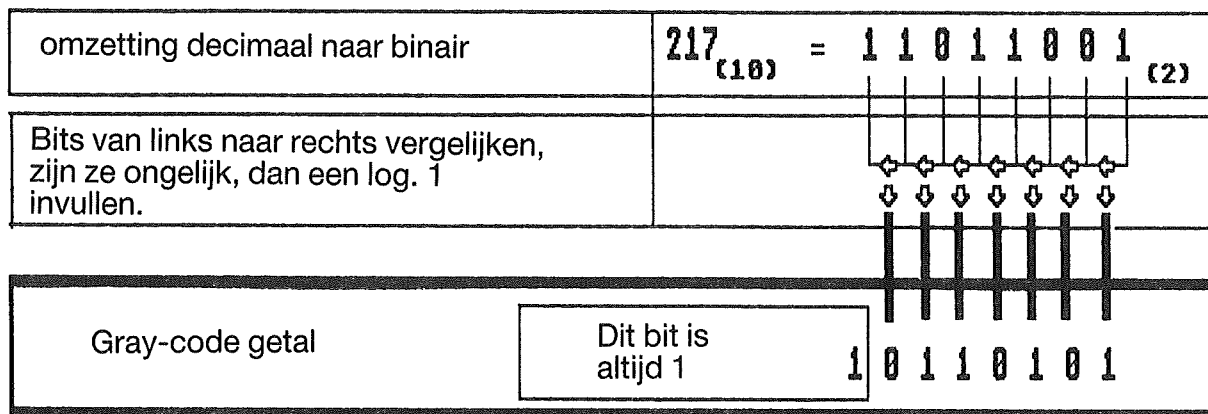 omzetting decimaal naar binair
217(10) = 1 1 0 1 1 0 0 1 (2)
Bits van links naar rechts vergelijken,
zijn ze ongelijk, dan een log. 1
invullen.
Gray-code getal
Dit bit is
altijd 1
1 0 1 1 0 1 0 1